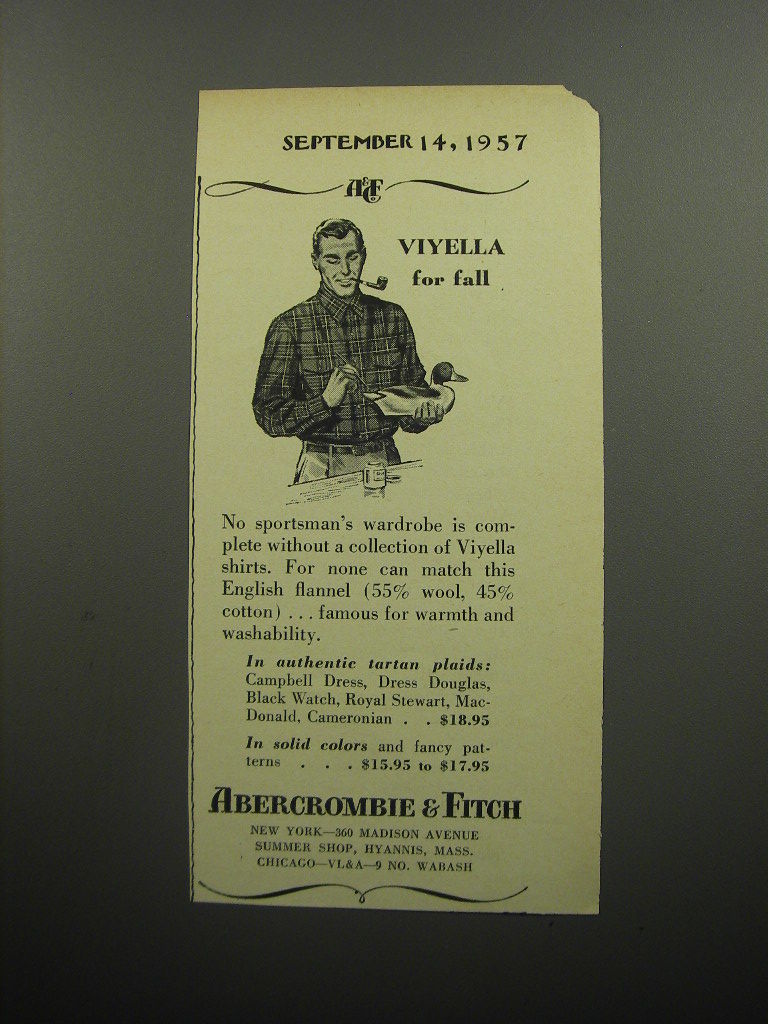 SEPTEMBER 14, 1957
A&F Co
VIYELLA
for fall
No sportsman's wardrobe is com-
plete without a collection of Viyella
shirts. For none can match this
English flannel (55% wool, 45%
cotton) . . . famous for warmth and
washability.
In authentic tartan plaids:
Campbell Dress, Dress Douglas,
Black Watch, Royal Stewart, Mac-
Donald, Cameronian . . $18.95
In solid colors and fancy pat-
terns . . . $15.95 to $17.95
ABERCROMBIE & FITCH
NEW YORK—360 MADISON AVENUE
SUMMER SHOP, HYANNIS, MASS.
CHICAGO—VL&A—9 NO. WABASH